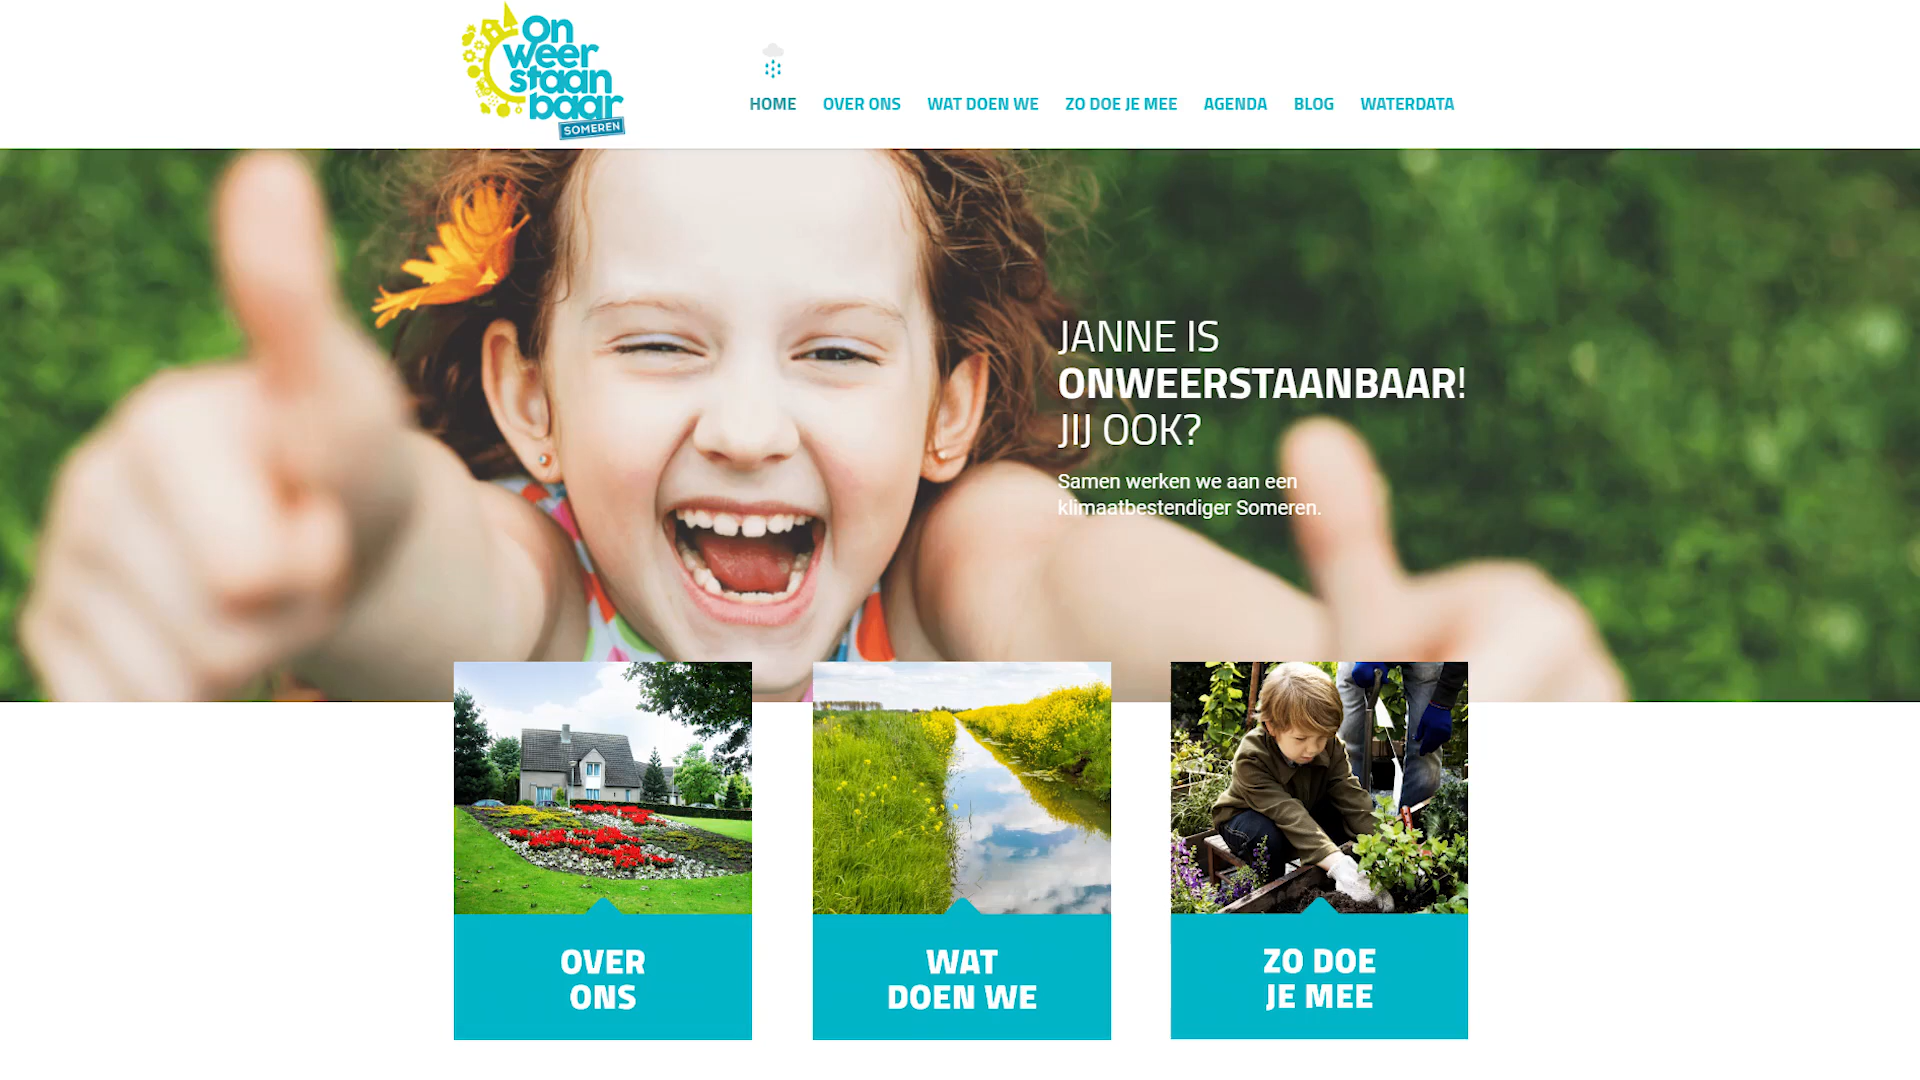 On
weer
staan
baar
SOMEREN
HOME OVER ONS WAT DOEN WE ZO DOE JE MEE AGENDA BLOG WATERDATA
JANNE IS
ONWEERSTAANBAAR!
JIJ OOK?
Samen werken we aan een
klimaatbestendiger Someren.
OVER
ONS
WAT
DOEN WE
ZO DOE
JE MEE